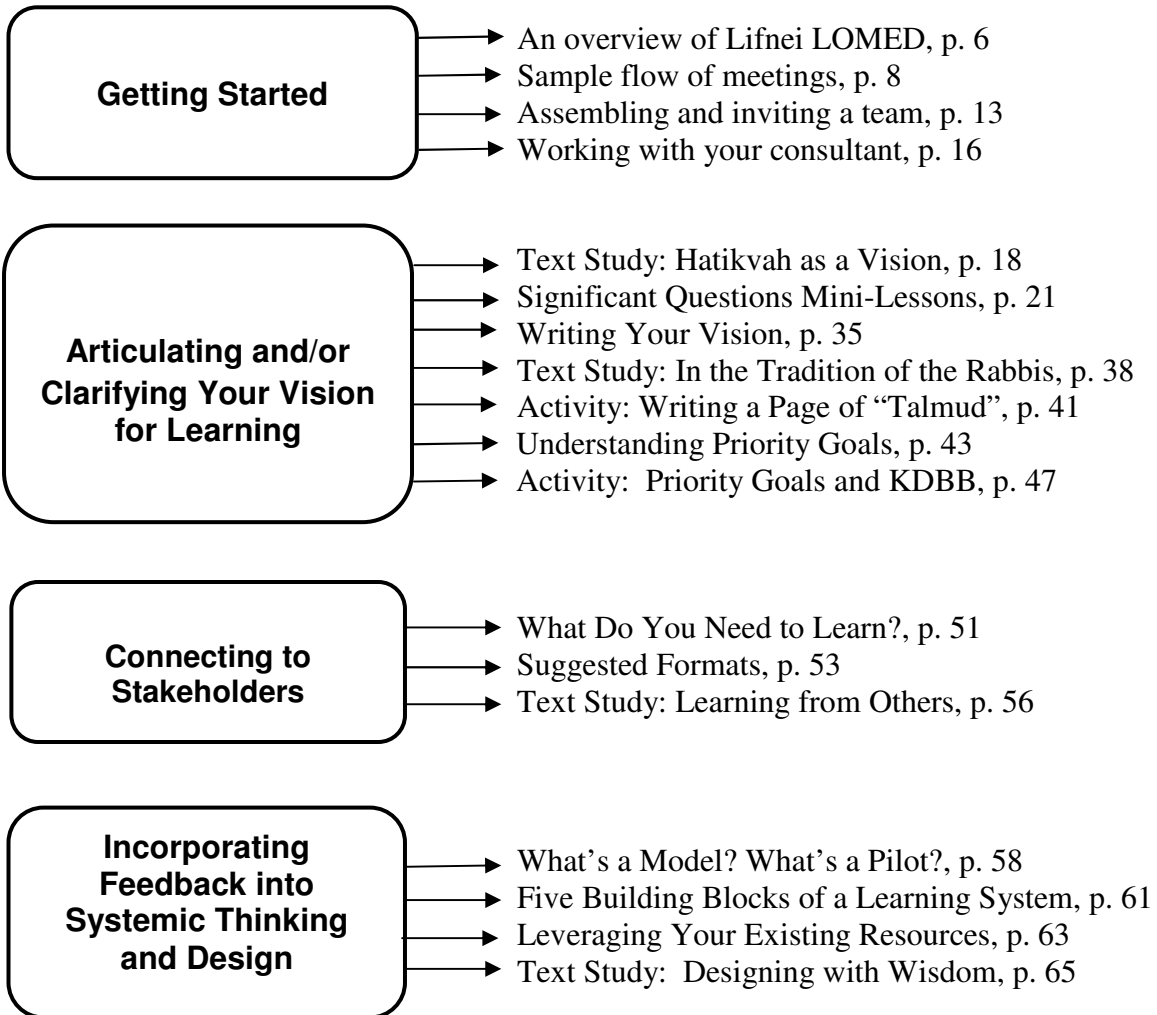 Getting Started
An overview of Lifnei LOMED, p. 6
Sample flow of meetings, p. 8
Assembling and inviting a team, p. 13
Working with your consultant, p. 16
Articulating and/or
Clarifying Your Vision
for Learning
Text Study: Hatikvah as a Vision, p. 18
Significant Questions Mini-Lessons, p. 21
Writing Your Vision, p. 35
Text Study: In the Tradition of the Rabbis, p. 38
Activity: Writing a Page of “Talmud”, p. 41
Understanding Priority Goals, p. 43
Activity:  Priority Goals and KDBB, p. 47
Connecting to
Stakeholders
What Do You Need to Learn?, p. 51
Suggested Formats, p. 53
Text Study: Learning from Others, p. 56
Incorporating
Feedback into
Systemic Thinking
and Design
What’s a Model? What’s a Pilot?, p. 58
Five Building Blocks of a Learning System, p. 61
Leveraging Your Existing Resources, p. 63
Text Study:  Designing with Wisdom, p. 65